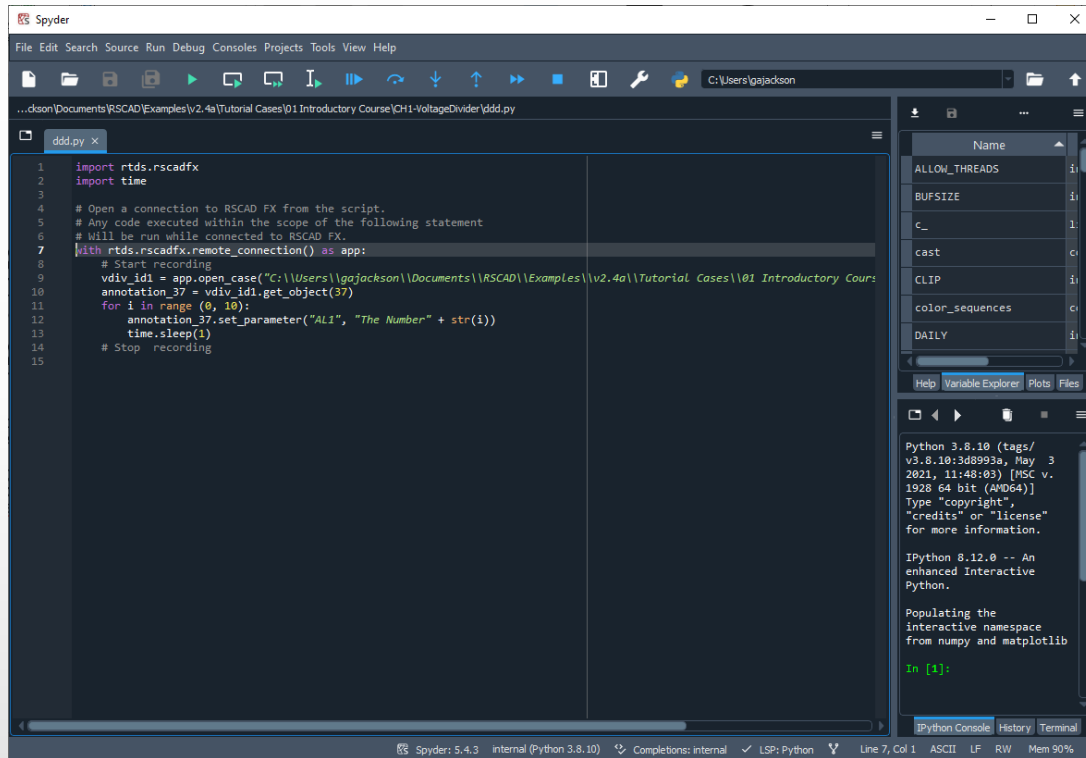 Spyder
File Edit Search Source Run Debug Consoles Projects Tools View Help
C:\Users\gajackson
...ckson\Documents\RSCAD\Examples\v2.4a\Tutorial Cases\01 Introductory Course\CH1-VoltageDivider\ddd.py
ddd.py
1 import rtds.rscadfx
2 import time
3
4 # Open a connection to RSCAD FX from the script.
5 # Any code executed within the scope of the following statement
6 # Will be run while connected to RSCAD FX.
7 with rtds.rscadfx.remote_connection() as app:
8     # Start recording
9     vdiv_id1 = app.open_case("C:\\Users\\gajackson\\Documents\\RSCAD\\Examples\\v2.4a\\Tutorial Cases\\01 Introductory Cours
10     annotation_37 = vdiv_id1.get_object(37)
11     for i in range (0, 10):
12         annotation_37.set_parameter("AL1", "The Number" + str(i))
13         time.sleep(1)
14     # Stop  recording
15
Name
ALLOW_THREADS
BUFSIZE
c_
cast
CLIP
color_sequences
DAILY
Help Variable Explorer Plots Files
Python 3.8.10 (tags/
v3.8.10:3d8993a, May  3
2021, 11:48:03) [MSC v.
1928 64 bit (AMD64)]
Type "copyright",
"credits" or "license"
for more information.
IPython 8.12.0 -- An
enhanced Interactive
Python.
Populating the
interactive namespace
from numpy and matplotlib
In [1]:
IPython Console History Terminal
Spyder: 5.4.3 internal (Python 3.8.10) Completions: internal LSP: Python Line 7, Col 1 ASCII LF RW Mem 90%